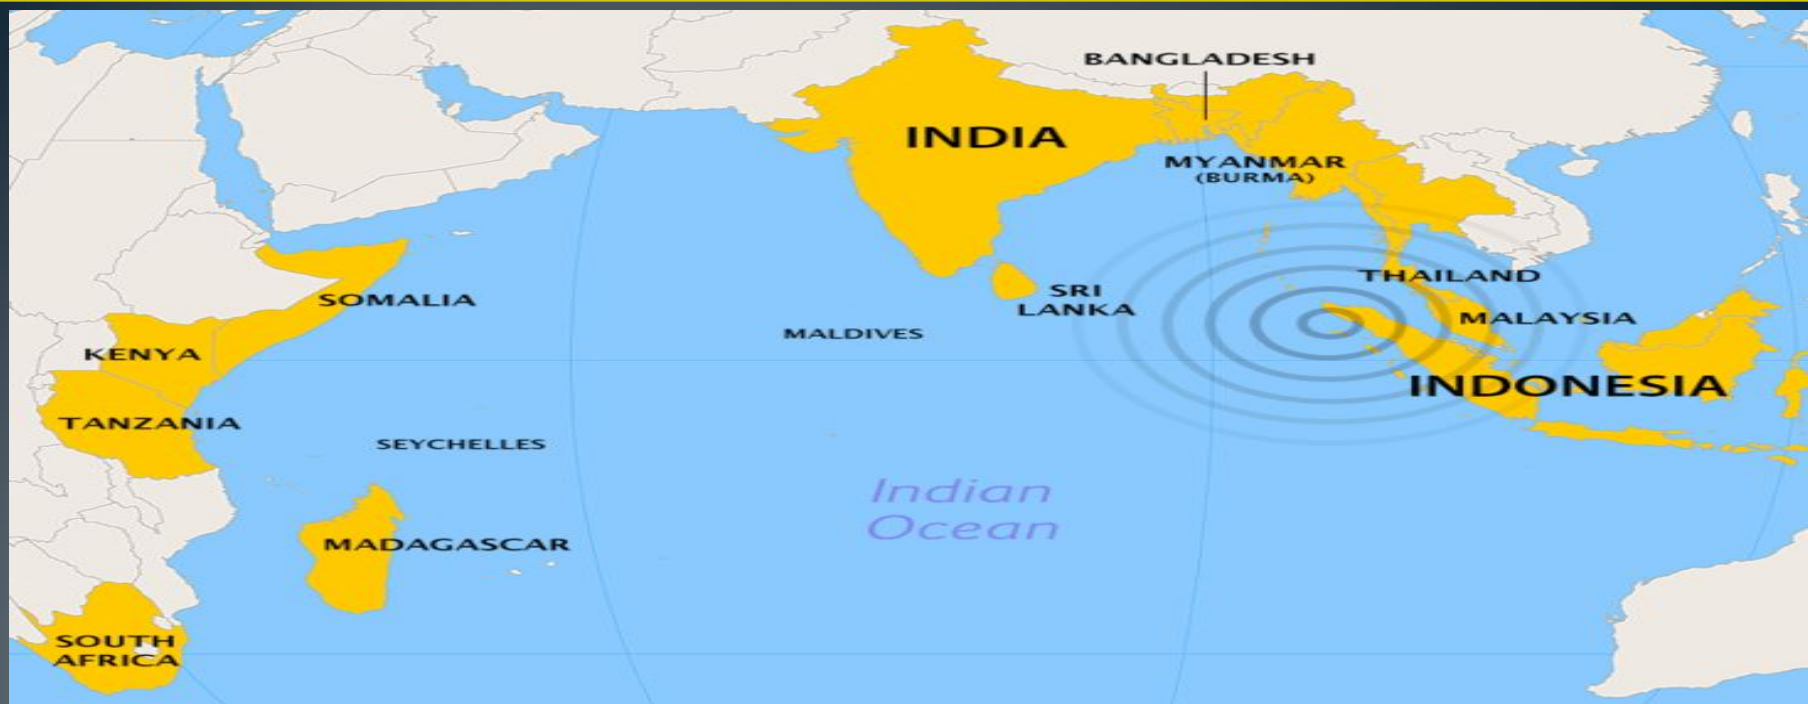 BANGLADESH
INDIA
MYANMAR
(BURMA)
THAILAND
SRI
LANKA
SOMALIA
MALAYSIA
MALDIVES
KENYA
INDONESIA
TANZANIA
SEYCHELLES
Indian
Ocean
MADAGASCAR
SOUTH
AFRICA